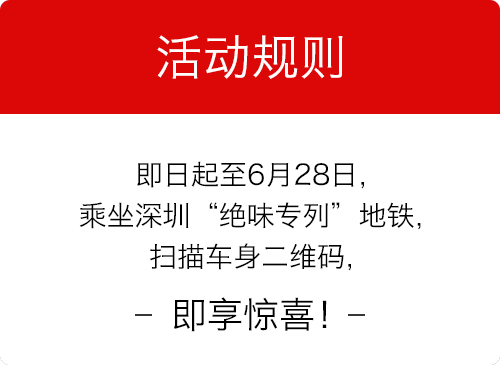 活动规则
即日起至6月28日，
乘坐深圳“绝味专列”地铁，
扫描车身二维码，
- 即享惊喜！-